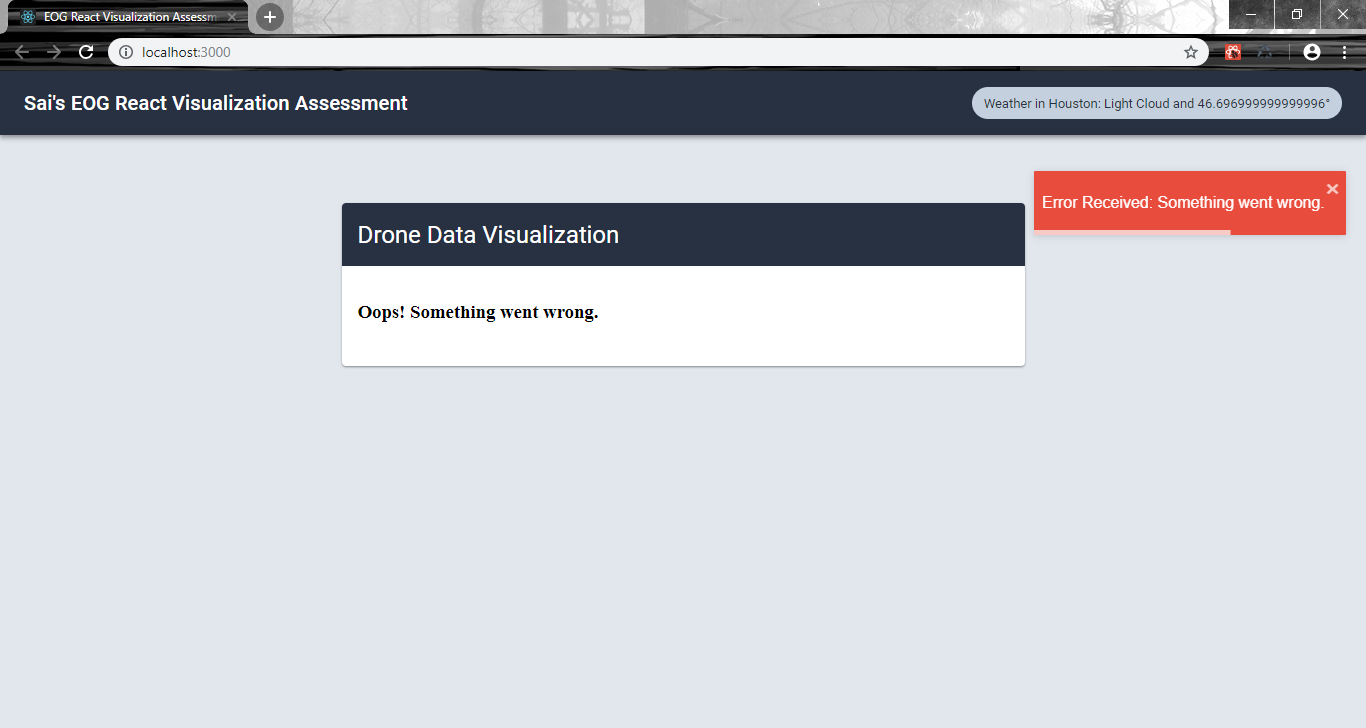 EOG React Visualization Assessm
localhost:3000
Sai's EOG React Visualization Assessment
Weather in Houston: Light Cloud and 46.696999999999996°
Error Received: Something went wrong.
Drone Data Visualization
Oops! Something went wrong.